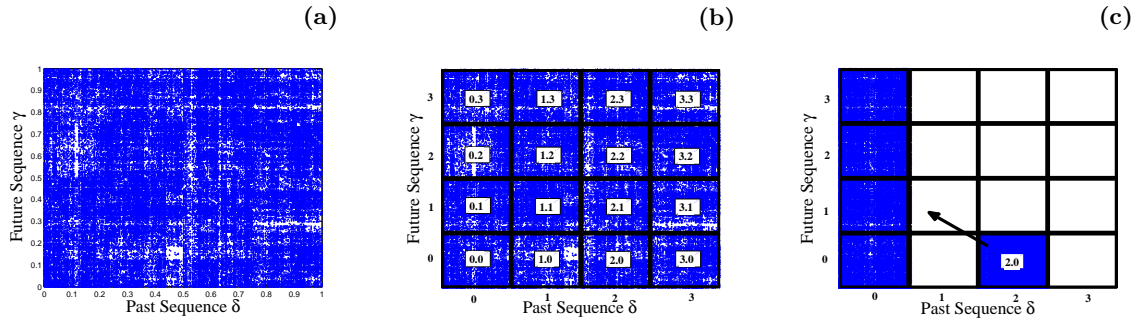 (a)
Future Sequence γ
1
0.9
0.8
0.7
0.6
0.5
0.4
0.3
0.2
0.1
0
0 0.1 0.2 0.3 0.4 0.5 0.6 0.7 0.8 0.9 1
Past Sequence δ
(b)
Future Sequence γ
3 0.3 1.3 2.3 3.3
2 0.2 1.2 2.2 3.2
1 0.1 1.1 2.1 3.1
0 0.0 1.0 2.0 3.0
0 1 2 3
Past Sequence δ
(c)
Future Sequence γ
3
2
1
0 2.0
0 1 2 3
Past Sequence δ